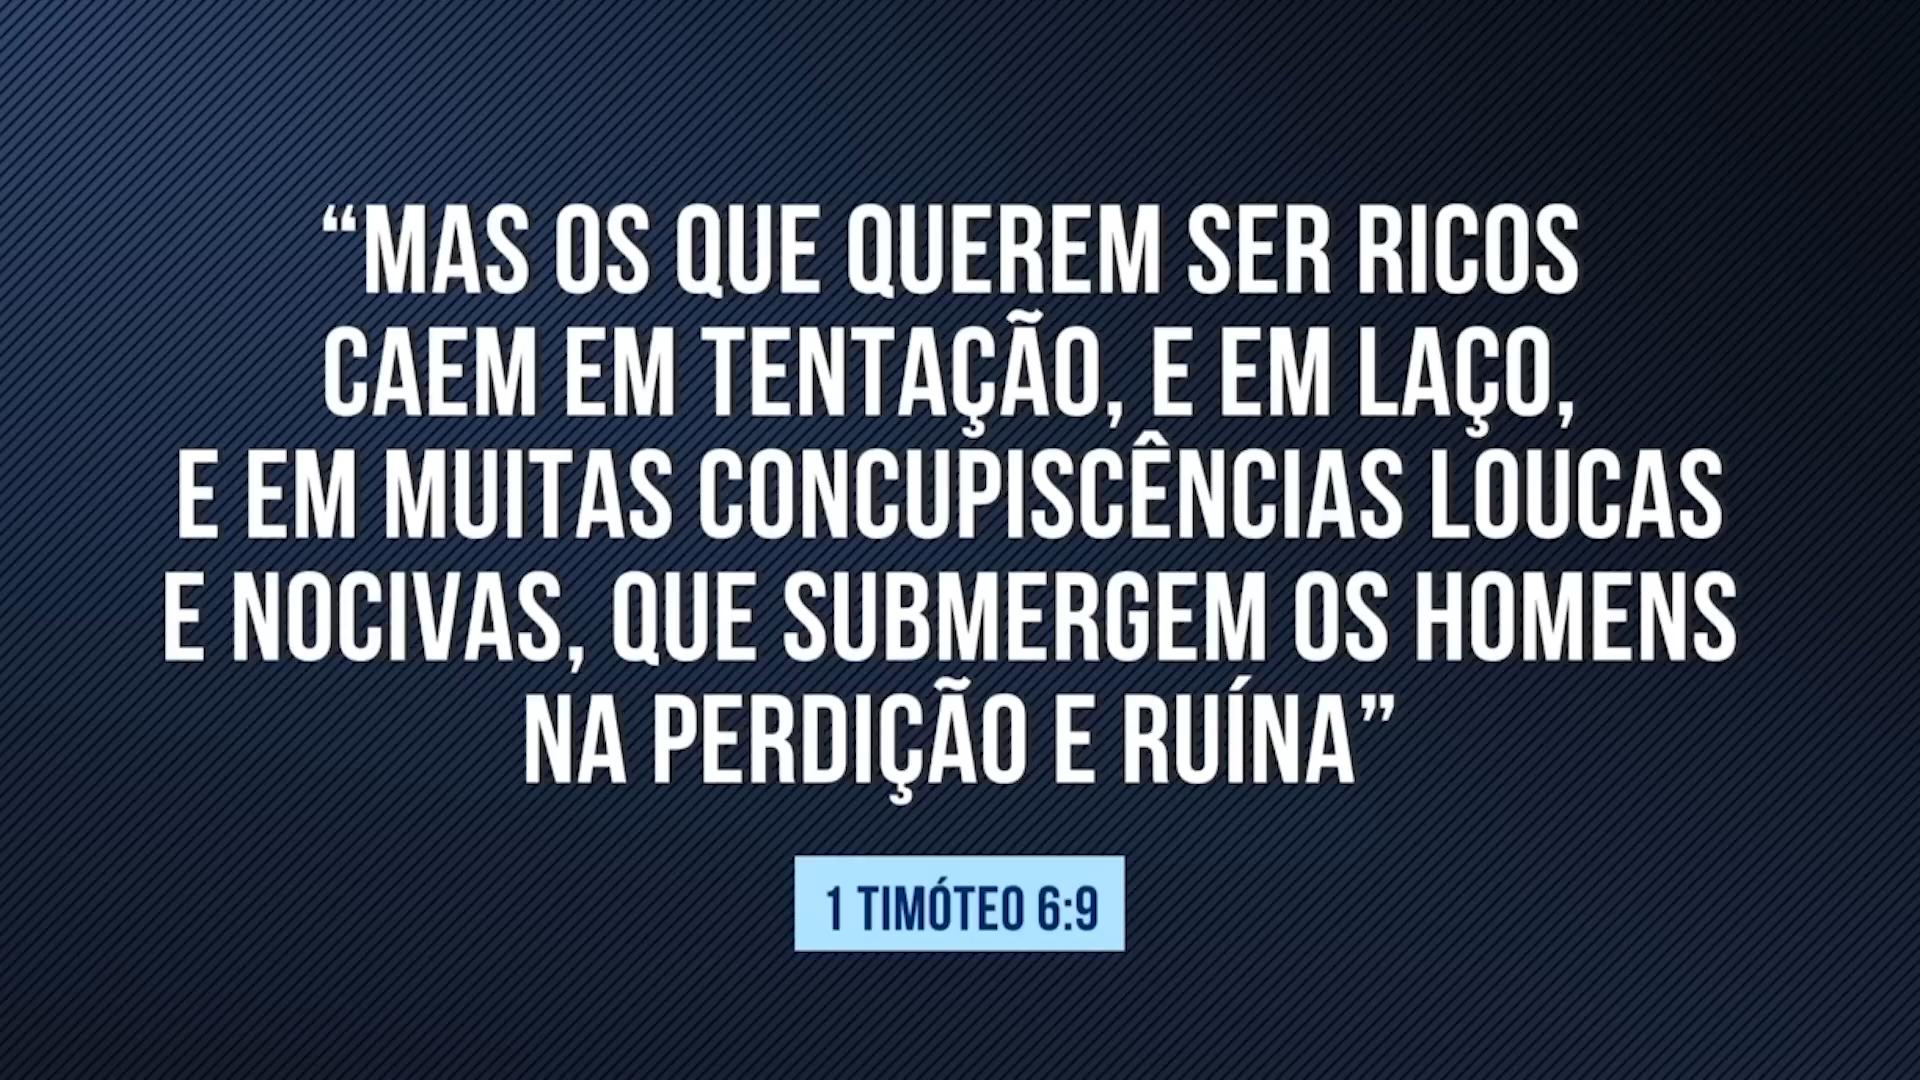 “MAS OS QUE QUEREM SER RICOS
CAEM EM TENTAÇÃO, E EM LAÇO,
E EM MUITAS CONCUPISCÊNCIAS LOUCAS
E NOCIVAS, QUE SUBMERGEM OS HOMENS
NA PERDIÇÃO E RUÍNA”
1 TIMÓTEO 6:9